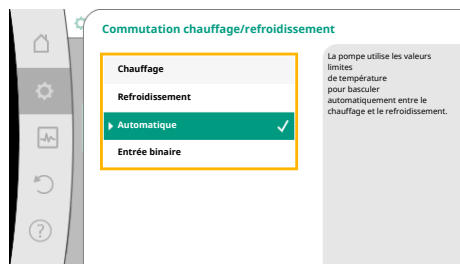 Commutation chauffage/refroidissement
Chauffage
Refroidissement
Automatique
Entrée binaire
La pompe utilise les valeurs
limites
de température
pour basculer
automatiquement entre le
chauffage et le refroidissement.